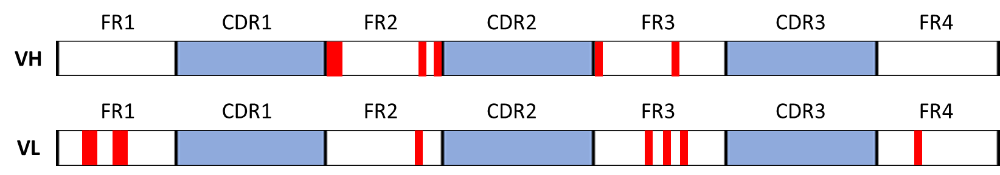 FR1 CDR1 FR2 CDR2 FR3 CDR3 FR4
VH
FR1 CDR1 FR2 CDR2 FR3 CDR3 FR4
VL